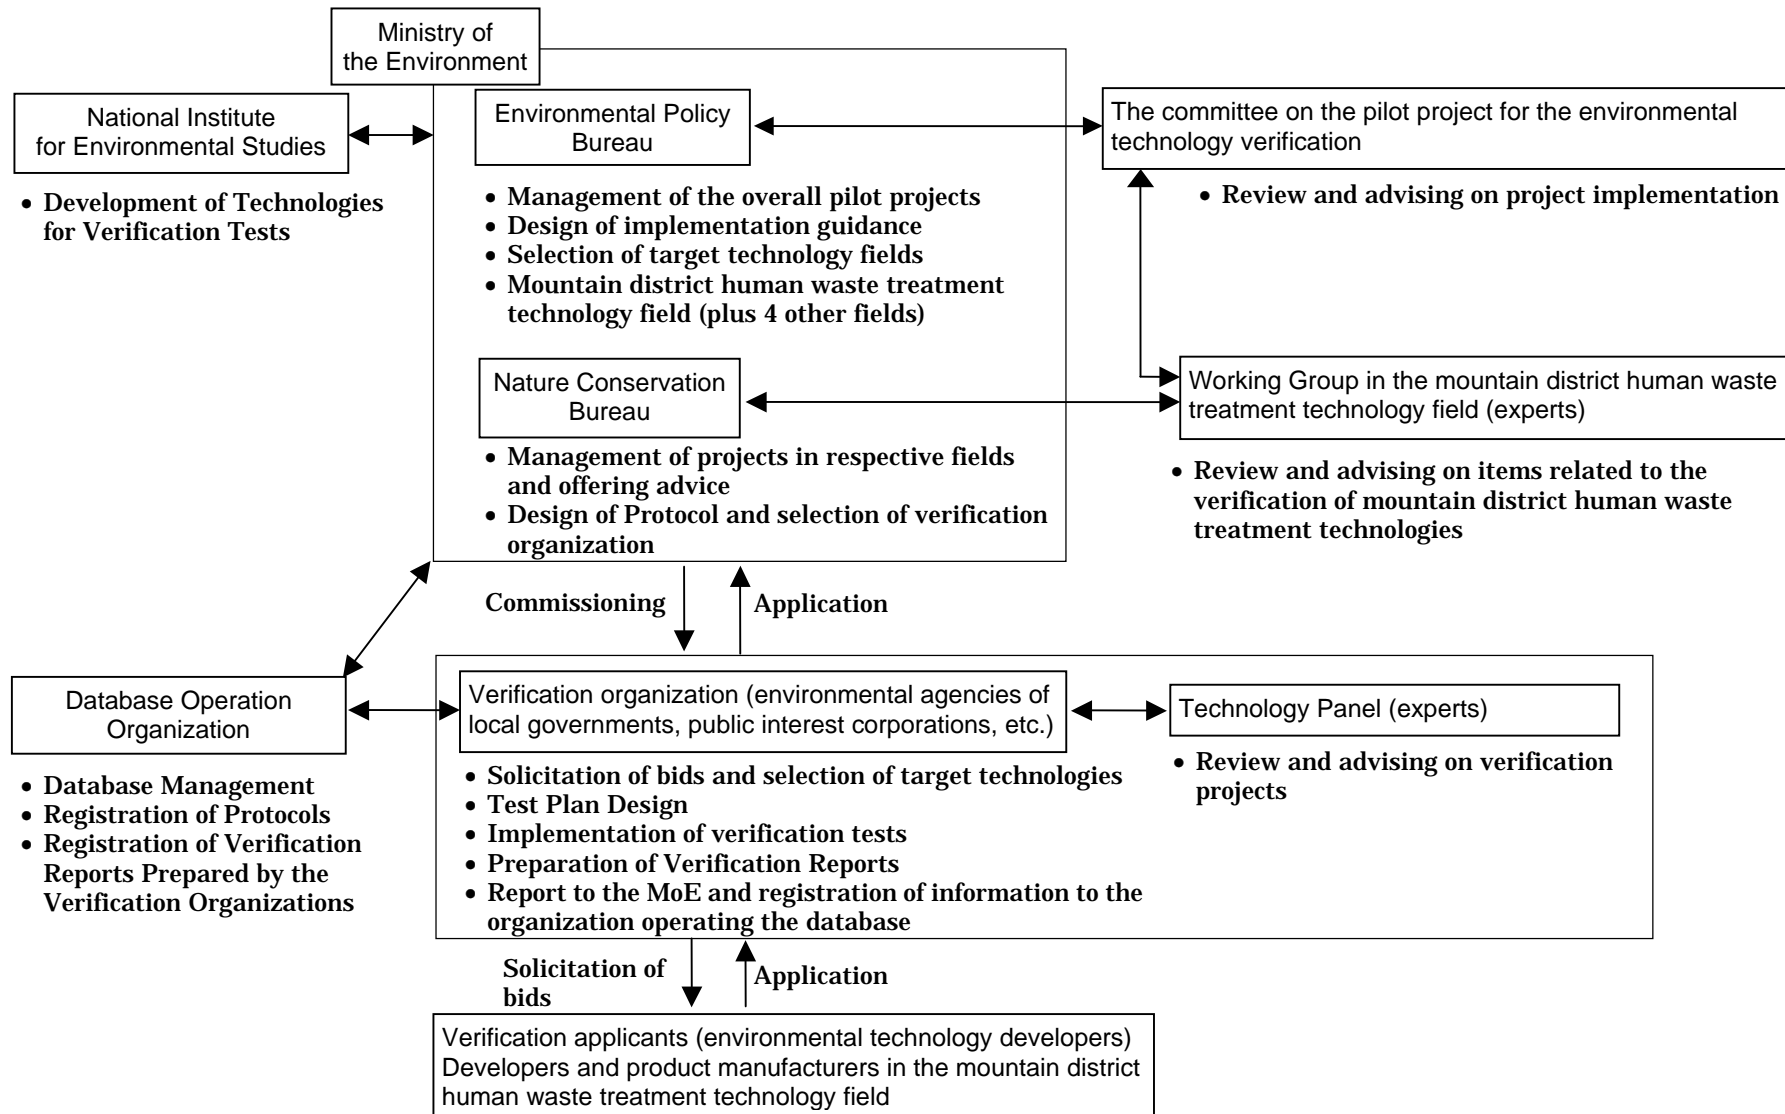 Ministry of
the Environment
National Institute
for Environmental Studies
• Development of Technologies
for Verification Tests
Environmental Policy
Bureau
• Management of the overall pilot projects
• Design of implementation guidance
• Selection of target technology fields
• Mountain district human waste treatment
technology field (plus 4 other fields)
The committee on the pilot project for the environmental
technology verification
• Review and advising on project implementation
Nature Conservation
Bureau
• Management of projects in respective fields
and offering advice
• Design of Protocol and selection of verification
organization
Working Group in the mountain district human waste
treatment technology field (experts)
• Review and advising on items related to the
verification of mountain district human waste
treatment technologies
Commissioning
Application
Database Operation
Organization
• Database Management
• Registration of Protocols
• Registration of Verification
Reports Prepared by the
Verification Organizations
Verification organization (environmental agencies of
local governments, public interest corporations, etc.)
• Solicitation of bids and selection of target technologies
• Test Plan Design
• Implementation of verification tests
• Preparation of Verification Reports
• Report to the MoE and registration of information to the
organization operating the database
Technology Panel (experts)
• Review and advising on verification
projects
Solicitation of
bids
Application
Verification applicants (environmental technology developers)
Developers and product manufacturers in the mountain district
human waste treatment technology field